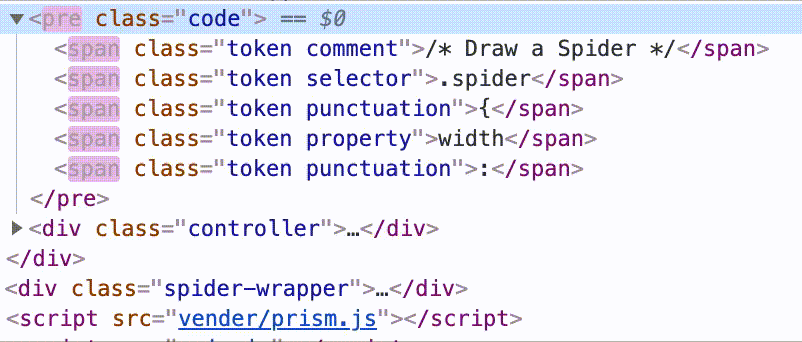 ▼<pre class="code"> == $0
<span class="token comment">/* Draw a Spider */</span>
<span class="token selector">.spider</span>
<span class="token punctuation">{</span>
<span class="token property">width</span>
<span class="token punctuation">:</span>
</pre>
▶<div class="controller">…</div>
</div>
<div class="spider-wrapper">…</div>
<script src="vender/prism.js"></script>